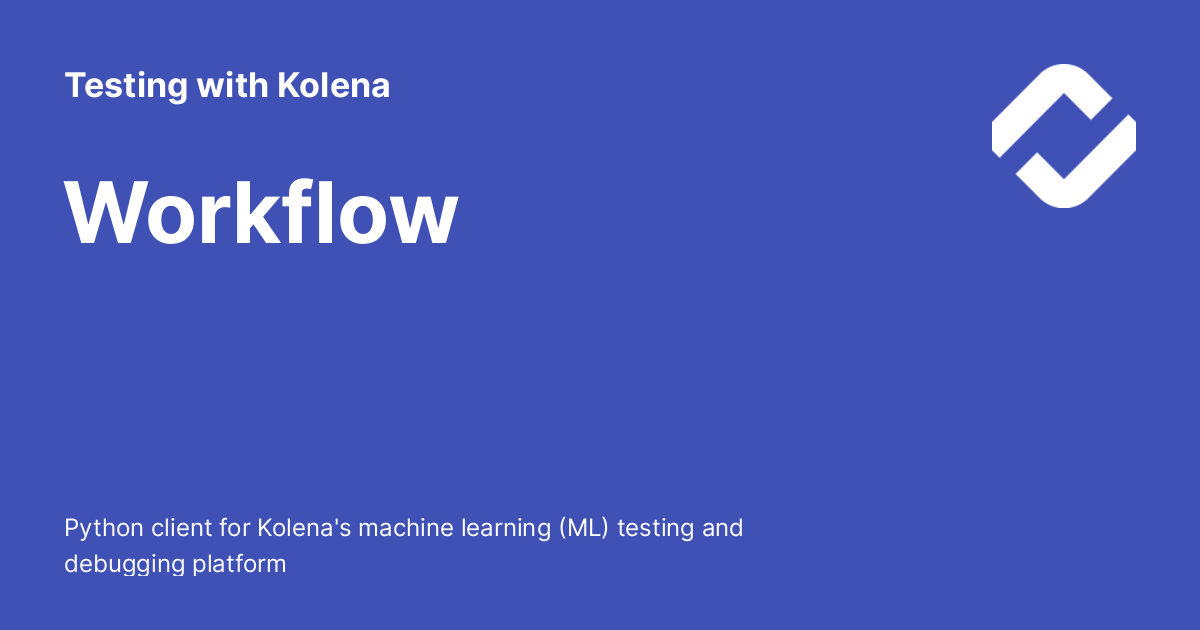 Testing with Kolena
Workflow
Python client for Kolena's machine learning (ML) testing and
debugging platform